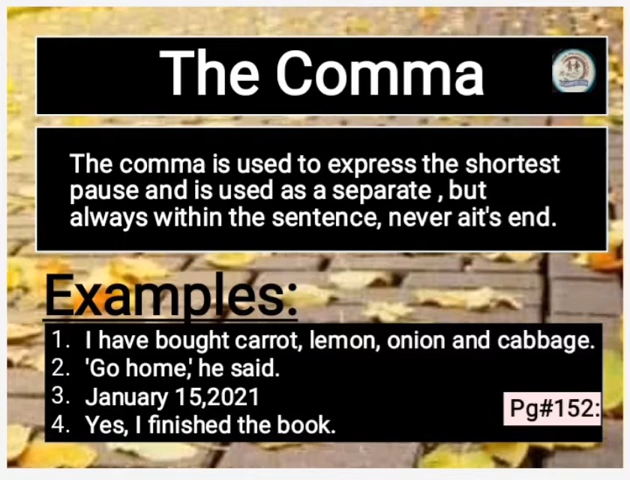 The Comma
The comma is used to express the shortest
pause and is used as a separate , but
always within the sentence, never ait's end.
Examples:
1. I have bought carrot, lemon, onion and cabbage.
2. 'Go home,' he said.
3. January 15,2021
4. Yes, I finished the book.
Pg#152: